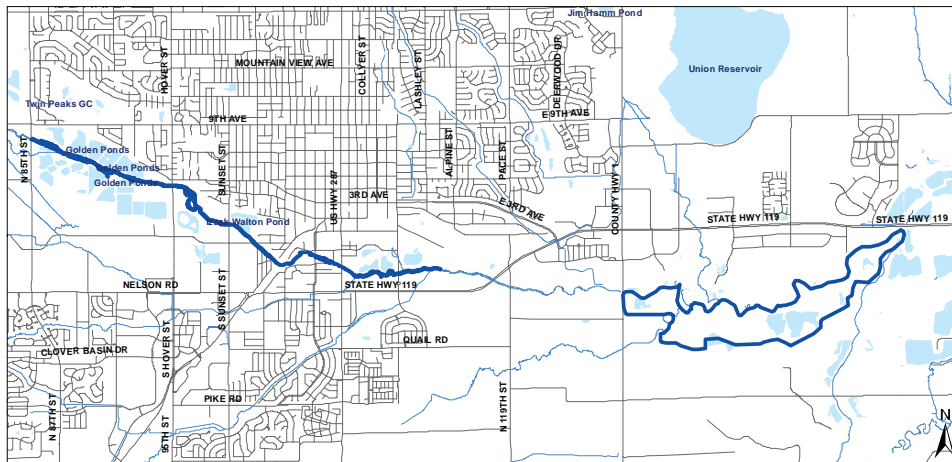 Jim Hamm Pond
MOUNTAIN VIEW AVE
HOVER ST
COLLYER ST
LASHLEY ST
DEERWOOD DR
Union Reservoir
Twin Peaks GC
9TH AVE
E 9TH AVE
N 85TH ST
Golden Ponds
Golden Ponds
Golden Ponds
SUNSET ST
ALPINE ST
PACE ST
US HWY 287
3RD AVE
E 3RD AVE
COUNTY HWY 1
STATE HWY 119
STATE HWY 119
Izaak Walton Pond
NELSON RD
S SUNSET ST
STATE HWY 119
CLOVER BASIN DR
S HOVER ST
QUAIL RD
PIKE RD
N 87TH ST
95TH ST
N 119TH ST
N